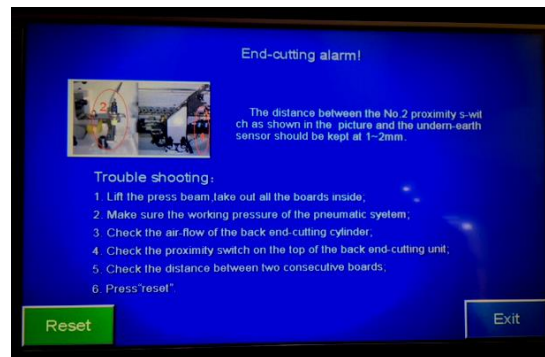 End-cutting alarm!
2
The distance between the No.2 proximity s-wit
ch as shown in the picture and the undern-earth
sensor should be kept at 1~2mm.
Trouble shooting:
1. Lift the press beam,take out all the boards inside;
2. Make sure the working pressure of the pneumatic syetem;
3. Check the air-flow of the back end-cutting cylinder;
4. Check the proximity switch on the top of the back end-cutting unit;
5. Check the distance between two consecutive boards;
6. Press"reset".
Reset
Exit